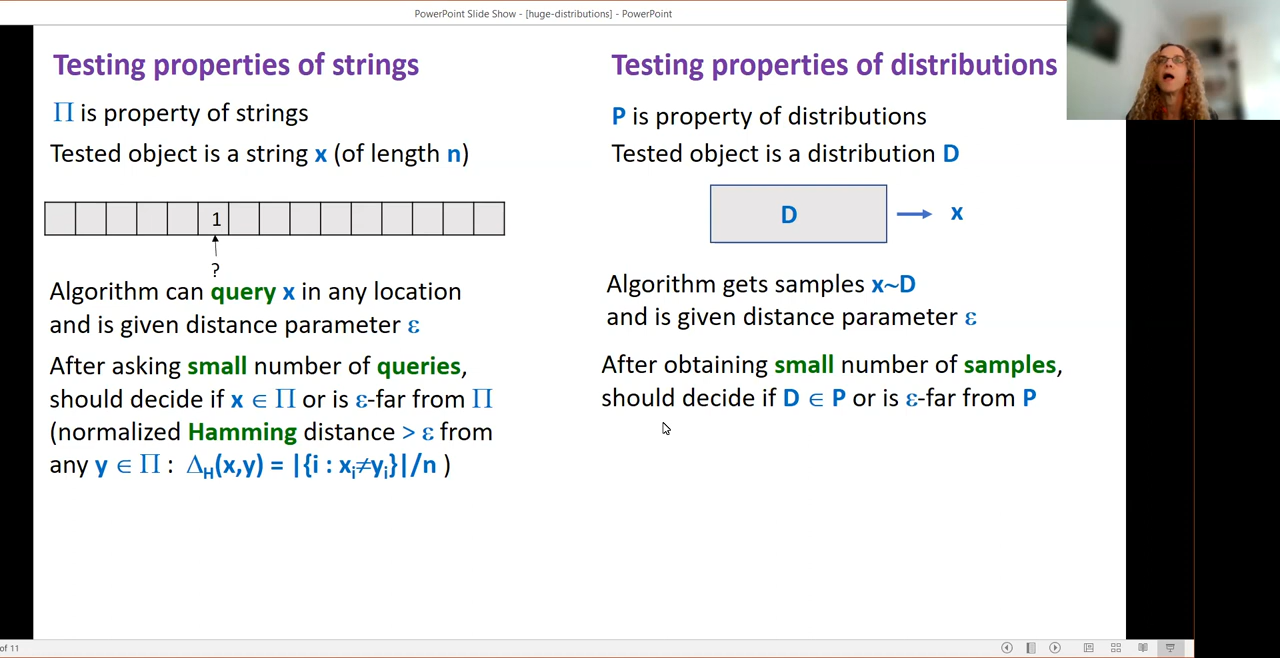 PowerPoint Slide Show - [huge-distributions] - PowerPoint
Testing properties of strings
Π is property of strings
Tested object is a string x (of length n)
1
?
Algorithm can query x in any location
and is given distance parameter ε
After asking small number of queries,
should decide if x ∈ Π or is ε-far from Π
(normalized Hamming distance > ε from
any y ∈ Π : Δ_H(x,y) = |{i : x_i≠y_i}|/n )
Testing properties of distributions
P is property of distributions
Tested object is a distribution D
D x
Algorithm gets samples x~D
and is given distance parameter ε
After obtaining small number of samples,
should decide if D ∈ P or is ε-far from P
of 11